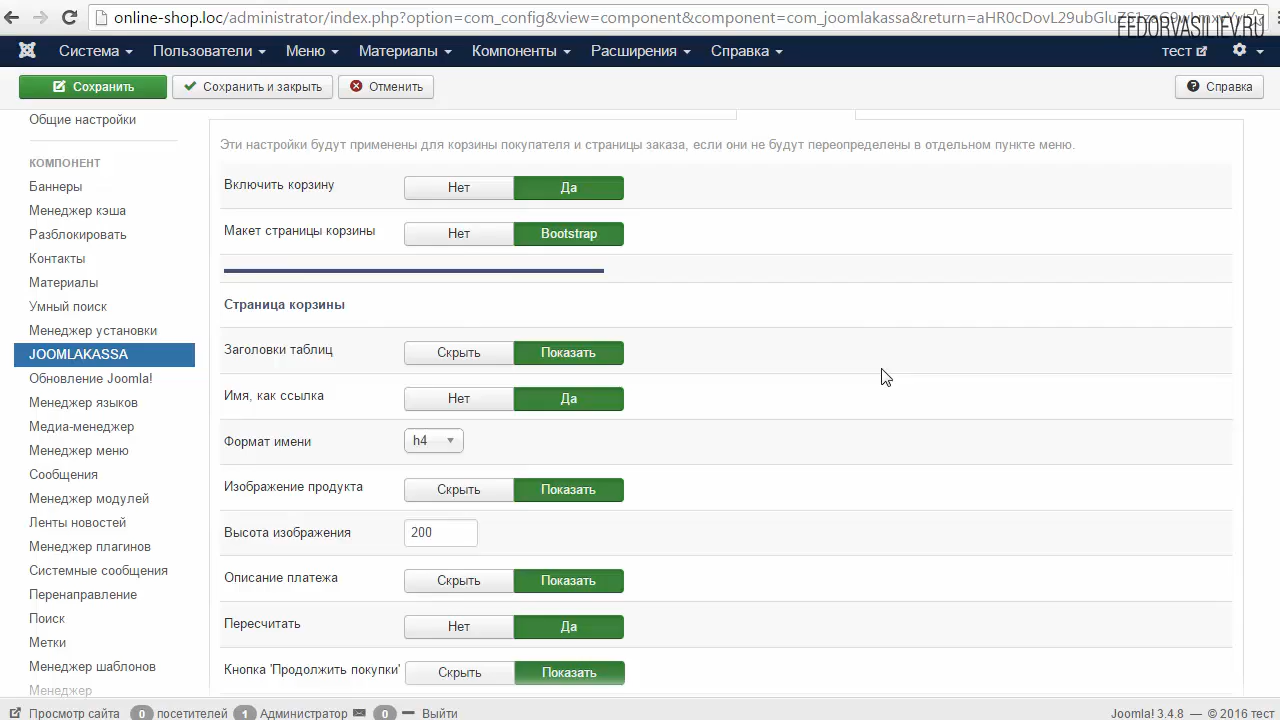 online-shop.loc/administrator/index.php?option=com_config&view=component&component=com_joomlakassa&return=
FEDORVASILIEV.RU
Система Пользователи Меню Материалы Компоненты Расширения Справка тест
Сохранить Сохранить и закрыть Отменить Справка
Общие настройки
КОМПОНЕНТ
Баннеры
Менеджер кэша
Разблокировать
Контакты
Материалы
Умный поиск
Менеджер установки
JOOMLAKASSA
Обновление Joomla!
Менеджер языков
Медиа-менеджер
Менеджер меню
Сообщения
Менеджер модулей
Ленты новостей
Менеджер плагинов
Системные сообщения
Перенаправление
Поиск
Метки
Менеджер шаблонов
Менеджер
Эти настройки будут применены для корзины покупателя и страницы заказа, если они не будут переопределены в отдельном пункте меню.
Включить корзину Нет Да
Макет страницы корзины Нет Bootstrap
Страница корзины
Заголовки таблиц Скрыть Показать
Имя, как ссылка Нет Да
Формат имени h4
Изображение продукта Скрыть Показать
Высота изображения 200
Описание платежа Скрыть Показать
Пересчитать Нет Да
Кнопка 'Продолжить покупки' Скрыть Показать
Просмотр сайта 0 посетителей 1 Администратор 0 Выйти
Joomla! 3.4.8 — © 2016 тест